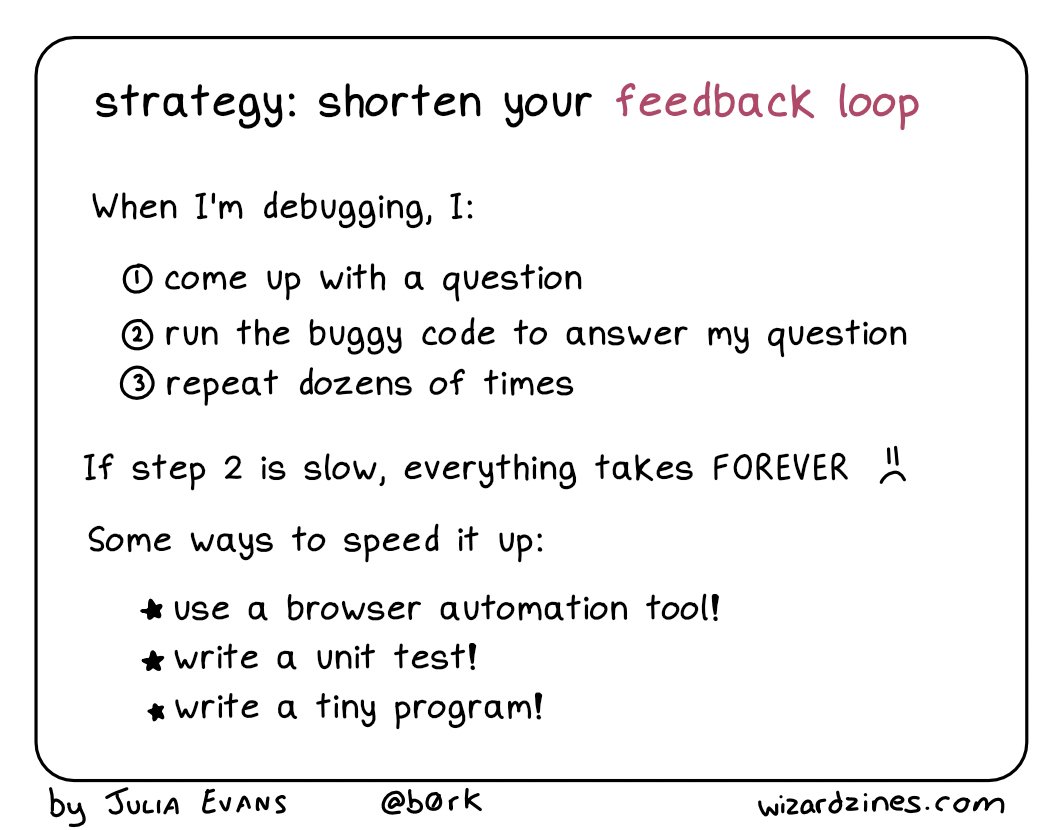 strategy: shorten your feedback loop
When I'm debugging, I:
① come up with a question
② run the buggy code to answer my question
③ repeat dozens of times
If step 2 is slow, everything takes FOREVER
Some ways to speed it up:
★ use a browser automation tool!
★ write a unit test!
★ write a tiny program!
by JULIA EVANS @b0rk wizardzines.com